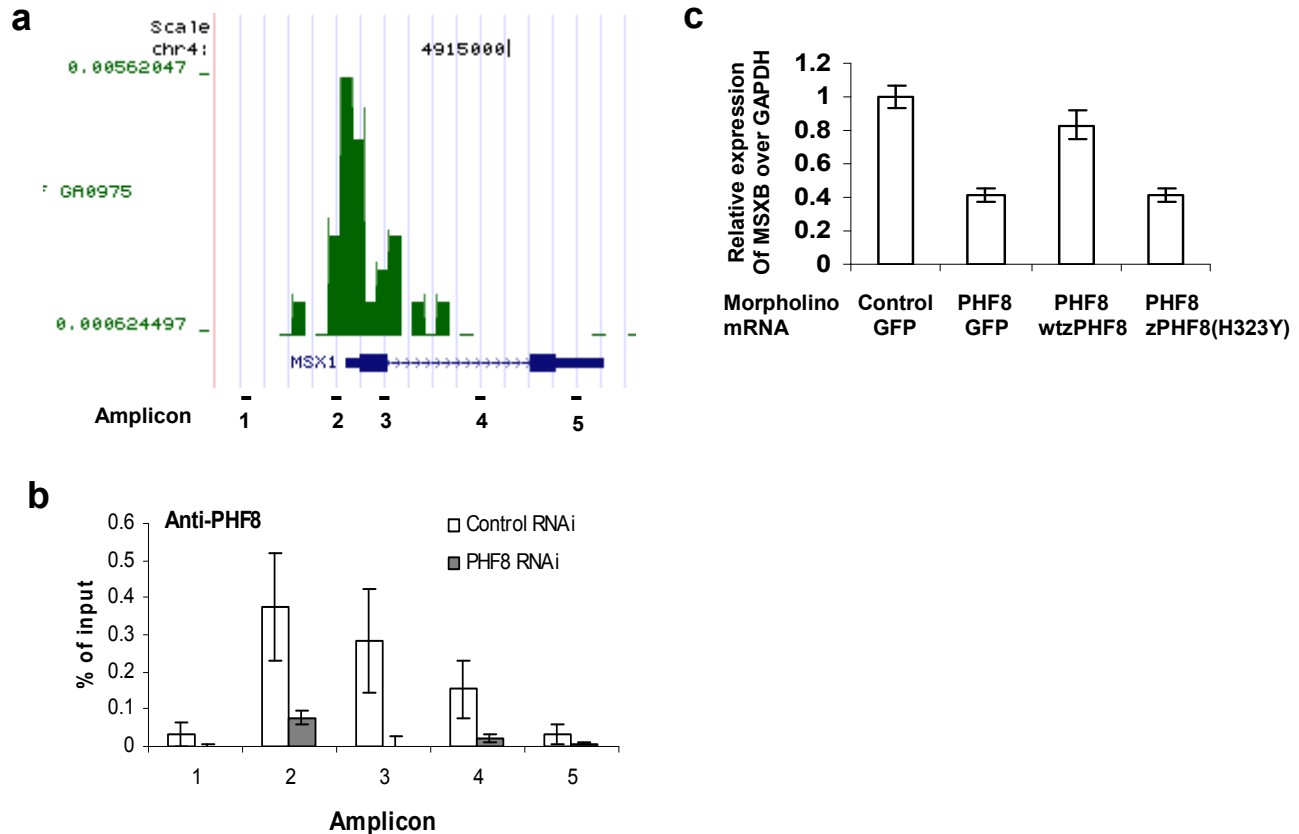 a
Scale
chr4:
4915000|
0.00562047 _
GA0975
0.000624497 _
MSX1
Amplicon
1 2 3 4 5
b
Anti-PHF8
Control RNAi
PHF8 RNAi
% of input
0.6
0.5
0.4
0.3
0.2
0.1
0
1 2 3 4 5
Amplicon
c
Relative expression
Of MSXB over GAPDH
1.2
1
0.8
0.6
0.4
0.2
0
Morpholino Control PHF8 PHF8 PHF8
mRNA GFP GFP wtzPHF8 zPHF8(H323Y)